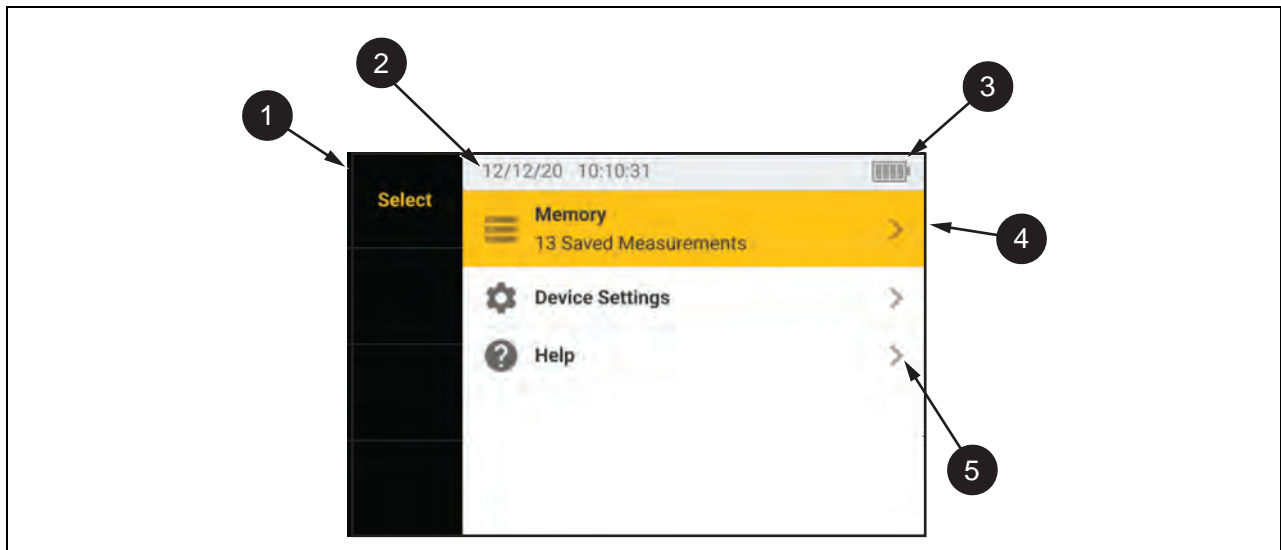 2
3
1
12/12/20 10:10:31
Select
Memory
13 Saved Measurements
4
Device Settings
? Help
5